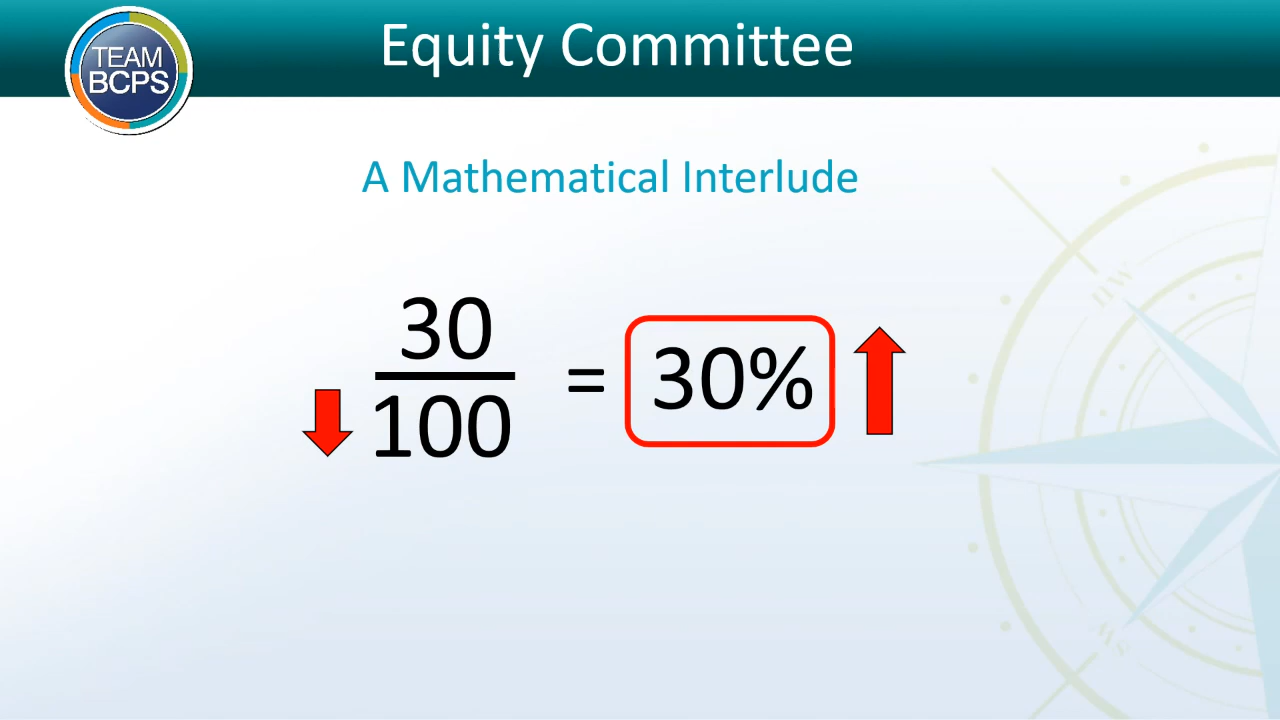 TEAM
BCPS
Equity Committee
A Mathematical Interlude
30
100
=
30%